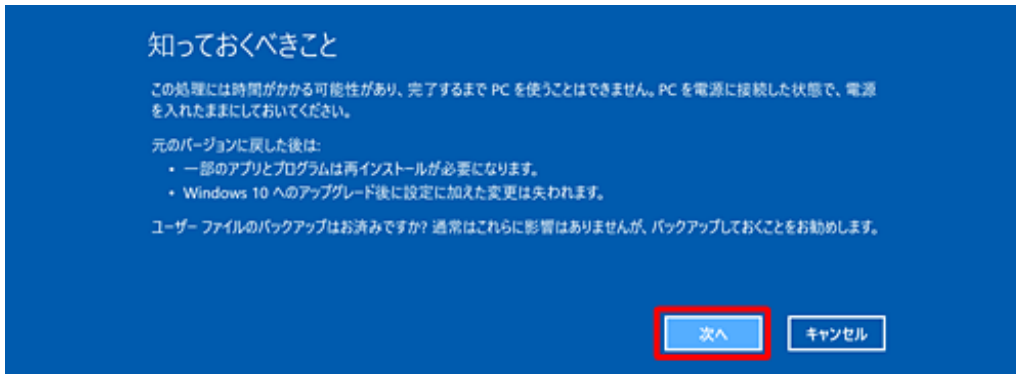 知っておくべきこと
この処理には時間がかかる可能性があり、完了するまで PC を使うことはできません。PC を電源に接続した状態で、電源
を入れたままにしておいてください。
元のバージョンに戻した後は:
• 一部のアプリとプログラムは再インストールが必要になります。
• Windows 10 へのアップグレード後に設定に加えた変更は失われます。
ユーザー ファイルのバックアップはお済みですか? 通常はこれらに影響はありませんが、バックアップしておくことをお勧めします。
次へ
キャンセル